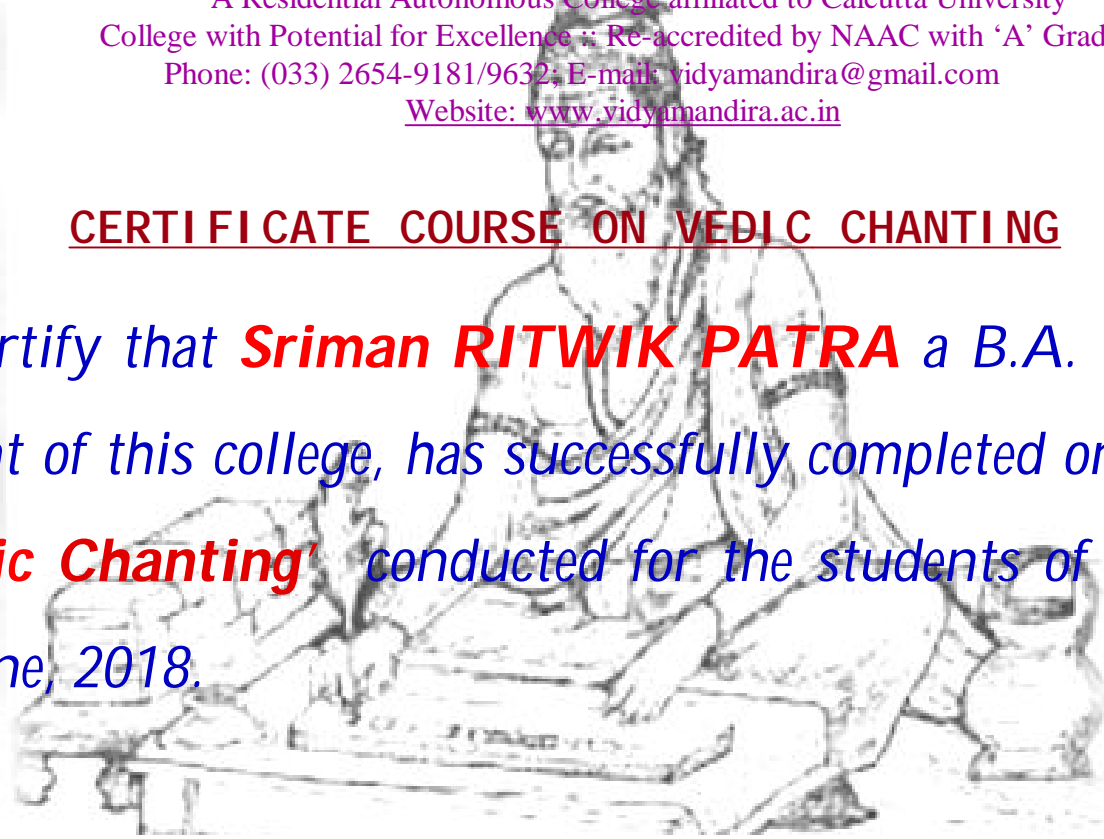 A Residential Autonomous College affiliated to Calcutta University
College with Potential for Excellence :: Re-accredited by NAAC with ‘A’ Grad
Phone: (033) 2654-9181/9632; E-mail: vidyamandira@gmail.com
Website: www.vidyamandira.ac.in
CERTIFICATE COURSE ON VEDIC CHANTING
rtify that Sriman RITWIK PATRA a B.A.
t of this college, has successfully completed on
ic Chanting’ conducted for the students of
ne, 2018.